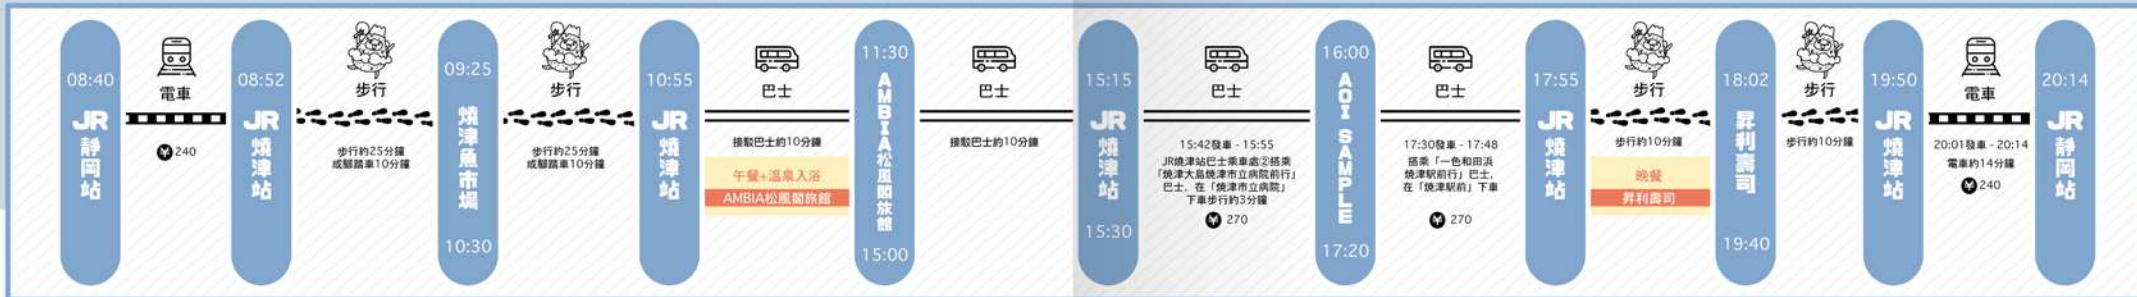 08:40
JR
靜岡站
電車
¥240
08:52
JR
燒津站
步行
步行約25分鐘
或腳踏車10分鐘
09:25
燒津魚市場
10:30
步行
步行約25分鐘
或腳踏車10分鐘
10:55
JR
燒津站
巴士
接駁巴士約10分鐘
午餐+溫泉入浴
AMBIA松風閣旅館
11:30
AMBIA松風閣旅館
15:00
巴士
接駁巴士約10分鐘
15:15
JR
燒津站
15:30
巴士
15:42發車 - 15:55
JR燒津站巴士乘車處②搭乘
「燒津大島燒津市立病院前行」
巴士，在「燒津市立病院」
下車步行約3分鐘
¥270
16:00
AOI SAMPLE
17:20
巴士
17:30發車 - 17:48
搭乘「一色和田浜
燒津駅前行」巴士，
在「燒津駅前」下車
¥270
17:55
JR
燒津站
步行
步行約10分鐘
晚餐
昇利壽司
18:02
昇利壽司
19:40
步行
步行約10分鐘
19:50
JR
燒津站
電車
20:01發車 - 20:14
電車約14分鐘
¥240
20:14
JR
靜岡站